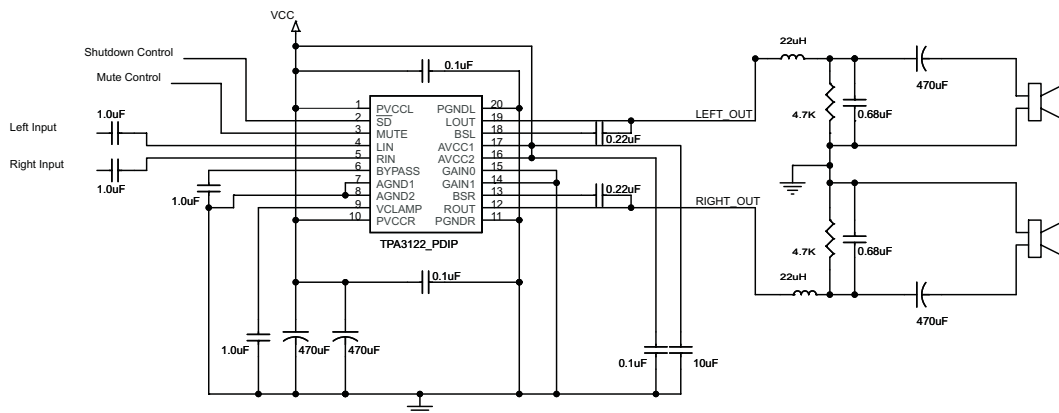 VCC
Shutdown Control
Mute Control
Left Input
Right Input
1.0uF
1.0uF
0.1uF
1 PVCCL PGNDL 20
2 SD LOUT 19
3 MUTE BSL 18
4 LIN AVCC1 17
5 RIN AVCC2 16
6 BYPASS GAIN0 15
7 AGND1 GAIN1 14
8 AGND2 BSR 13
9 VCLAMP ROUT 12
10 PVCCR PGNDR 11
TPA3122_PDIP
1.0uF
0.22uF
0.22uF
LEFT_OUT
RIGHT_OUT
0.1uF
1.0uF
470uF
470uF
0.1uF
10uF
22uH
470uF
4.7K
0.68uF
4.7K
0.68uF
22uH
470uF